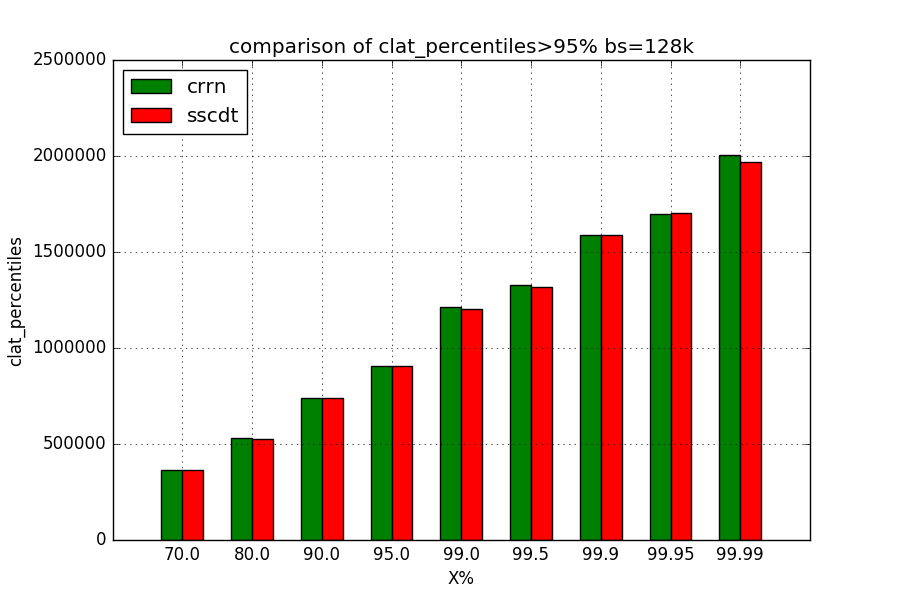 comparison of clat_percentiles>95% bs=128k
2500000
2000000
1500000
1000000
500000
0
clat_percentiles
crrn
sscdt
70.0 80.0 90.0 95.0 99.0 99.5 99.9 99.95 99.99
X%